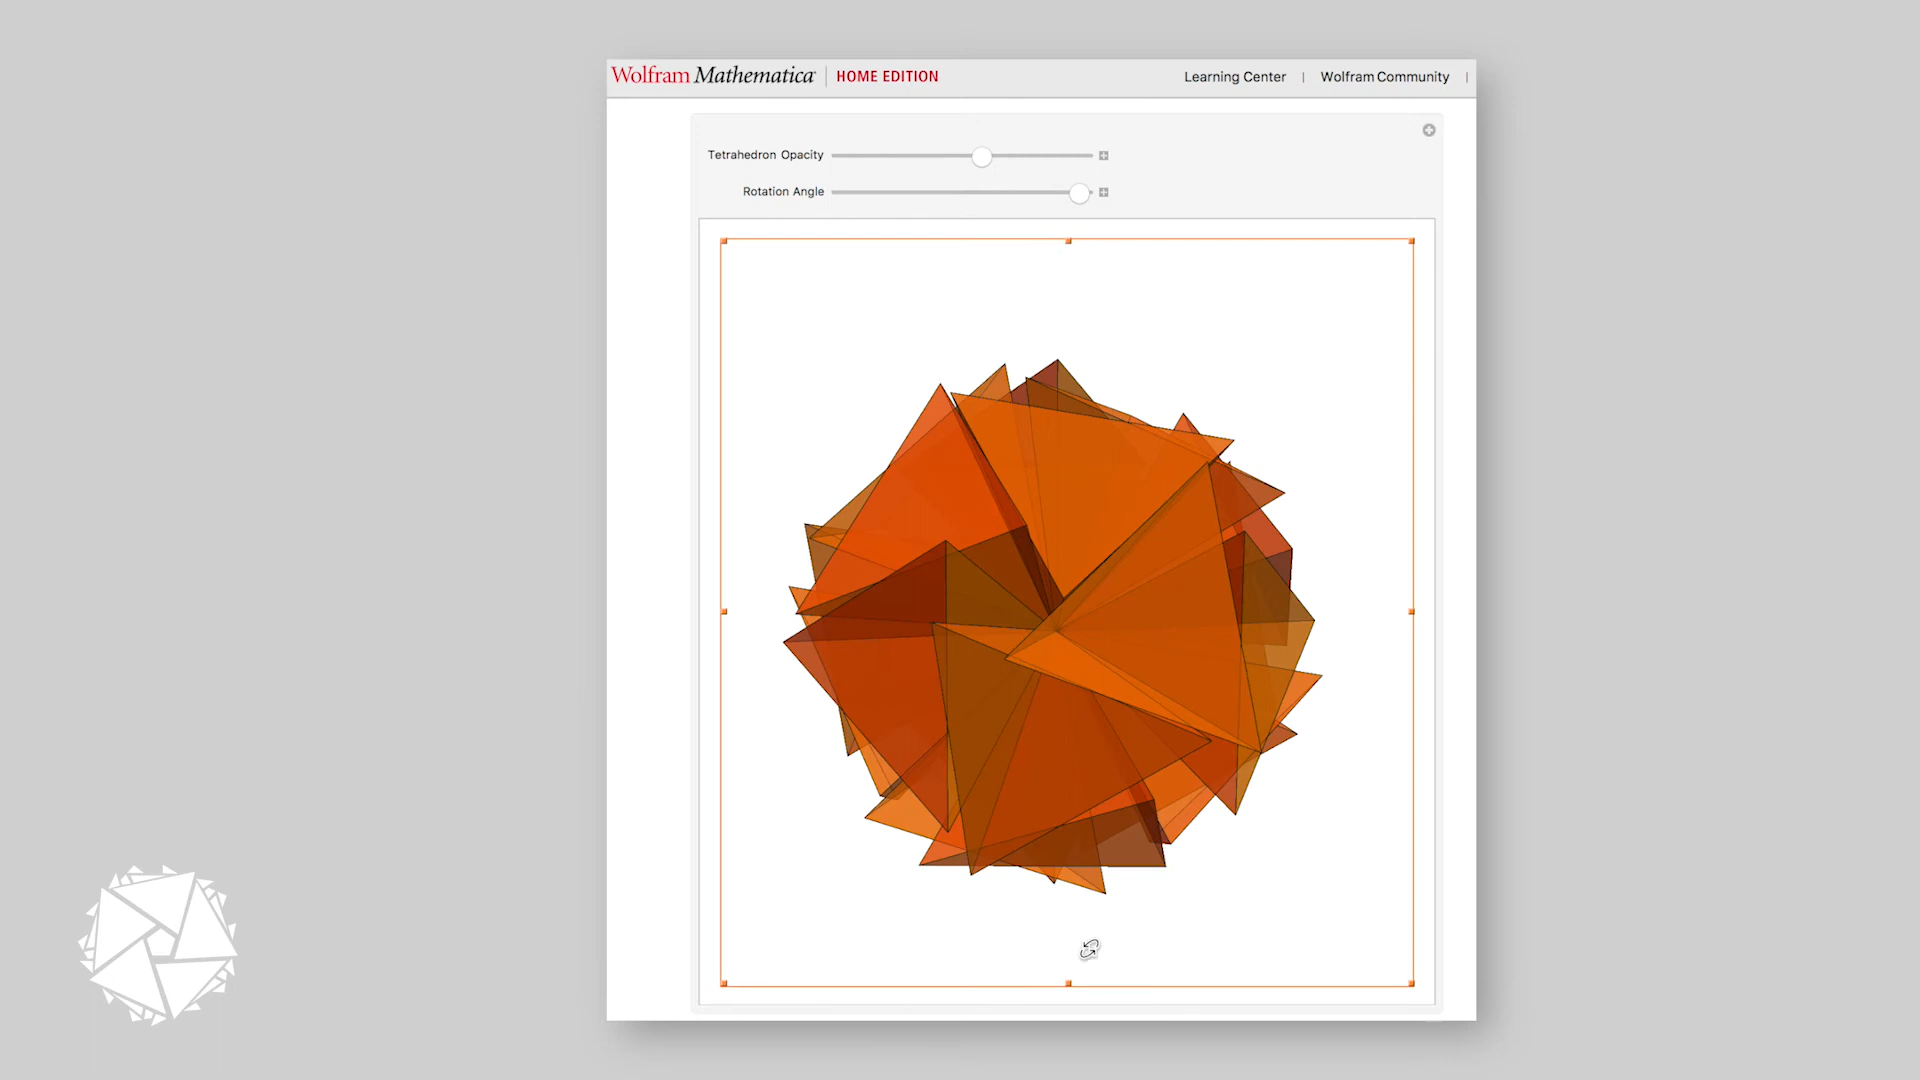 Wolfram Mathematica | HOME EDITION
Learning Center | Wolfram Community |
Tetrahedron Opacity
Rotation Angle